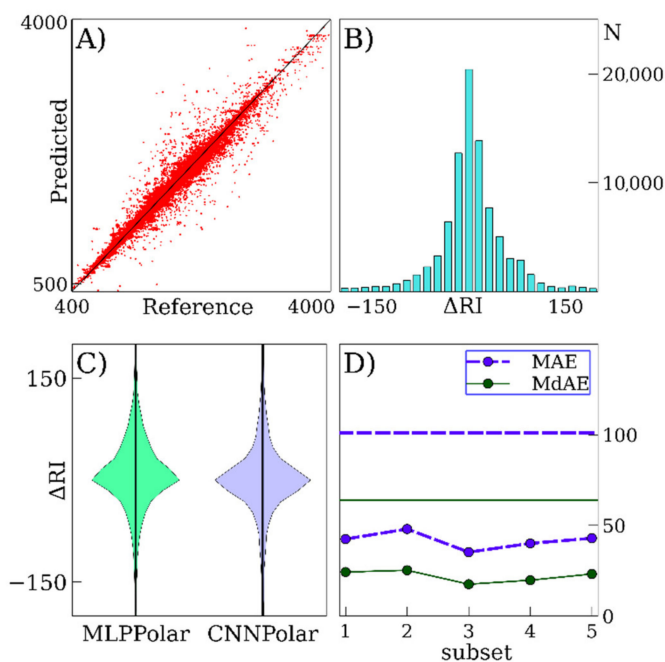 4000
A)
Predicted
500
400
Reference
4000
B)
N
20,000
10,000
−150
ΔRI
150
C)
150
ΔRI
−150
MLPPolar
CNNPolar
D)
MAE
MdAE
100
50
0
1
2
3
4
5
subset